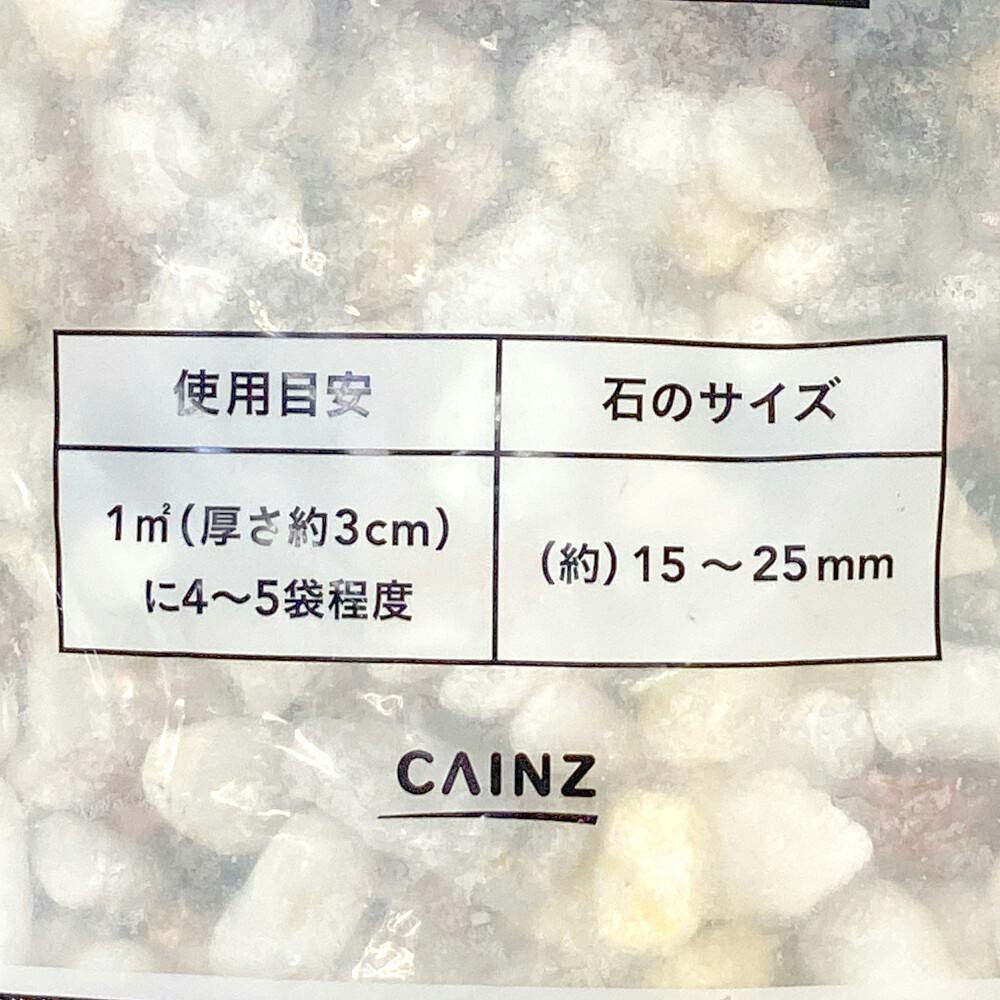 使用目安
石のサイズ
1㎡(厚さ約3cm)
に4〜5袋程度
(約)15〜25mm
CAINZ